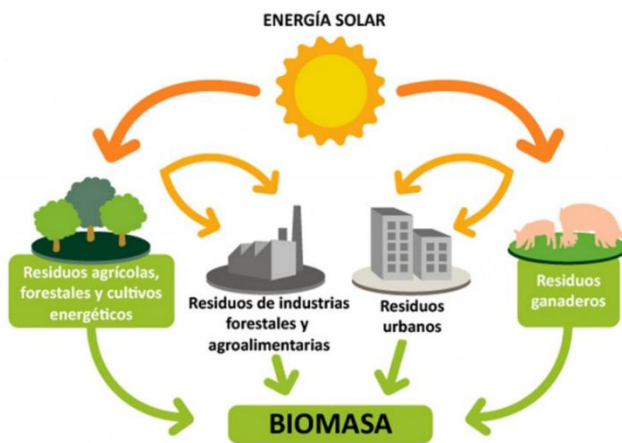 ENERGÍA SOLAR
Residuos agrícolas,
forestales y cultivos
energéticos
Residuos de industrias
forestales y
agroalimentarias
Residuos
urbanos
Residuos
ganaderos
BIOMASA